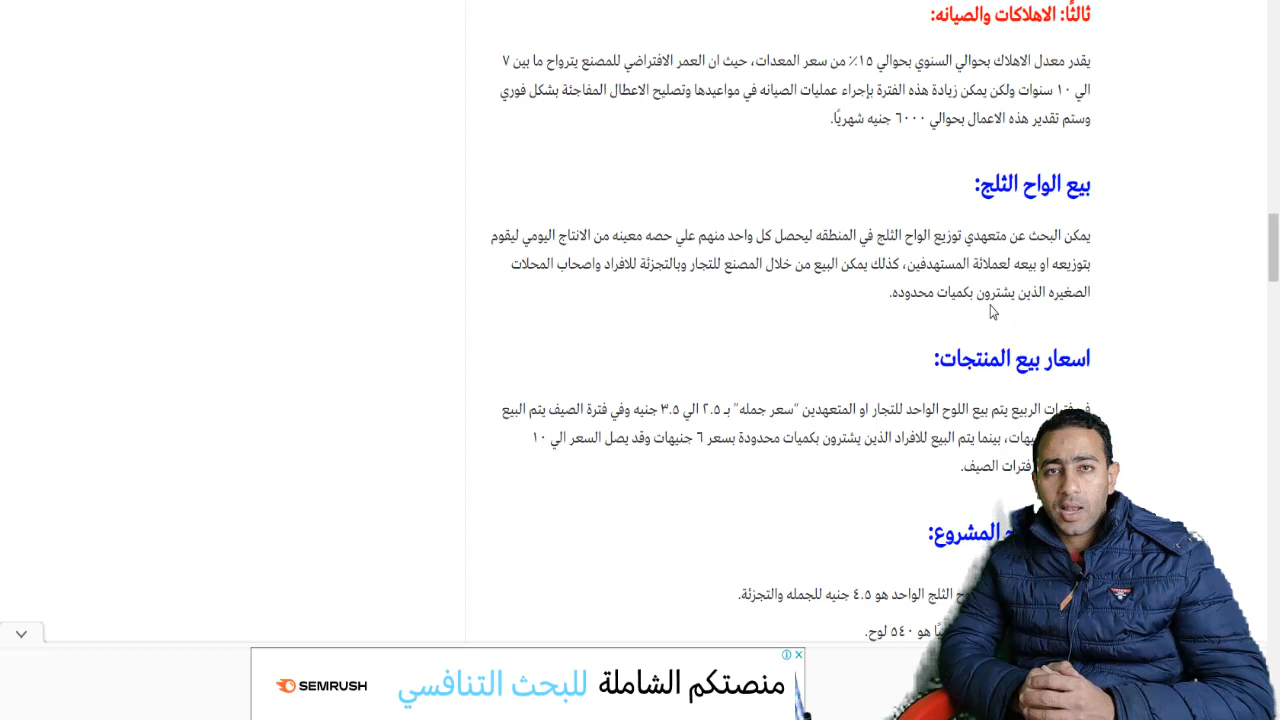 ثالثًا: الاهلاكات والصيانه:
يقدر معدل الاهلاك بحوالي السنوي بحوالي ١٥٪ من سعر المعدات، حيث ان العمر الافتراضي للمصنع يترواح ما بين ٧
الي ١٠ سنوات ولكن يمكن زيادة هذه الفترة بإجراء عمليات الصيانه في مواعيدها وتصليح الاعطال المفاجئة بشكل فوري
وستم تقدير هذه الاعمال بحوالي ٦٠٠٠ جنيه شهريًا.
بيع الواح الثلج:
يمكن البحث عن متعهدي توزيع الواح الثلج في المنطقه ليحصل كل واحد منهم علي حصه معينه من الانتاج اليومي ليقوم
بتوزيعه او بيعه لعملائة المستهدفين، كذلك يمكن البيع من خلال المصنع للتجار وبالتجزئة للافراد واصحاب المحلات
الصغيره الذين يشترون بكميات محدوده.
اسعار بيع المنتجات:
فترات الربيع يتم بيع اللوح الواحد للتجار او المتعهدين "سعر جمله" بـ ٢.٥ الي ٣.٥ جنيه وفي فترة الصيف يتم البيع
بينما يتم البيع للافراد الذين يشترون بكميات محدودة بسعر ٦ جنيهات وقد يصل السعر الي ١٠
فترات الصيف.
المشروع:
الثلج الواحد هو ٤.٥ جنيه للجمله والتجزئة.
هو ٥٤٠ لوح.
SEMRUSH منصتكم الشاملة للبحث التنافسي